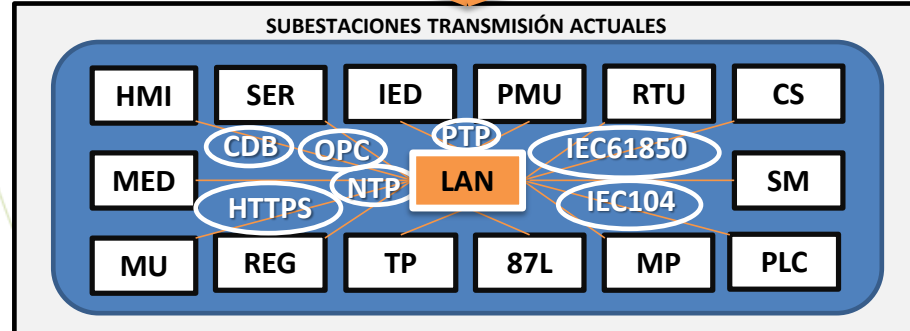 SUBESTACIONES TRANSMISIÓN ACTUALES
HMI SER IED PMU RTU CS
CDB OPC PTP IEC61850
MED NTP LAN SM
HTTPS IEC104
MU REG TP 87L MP PLC